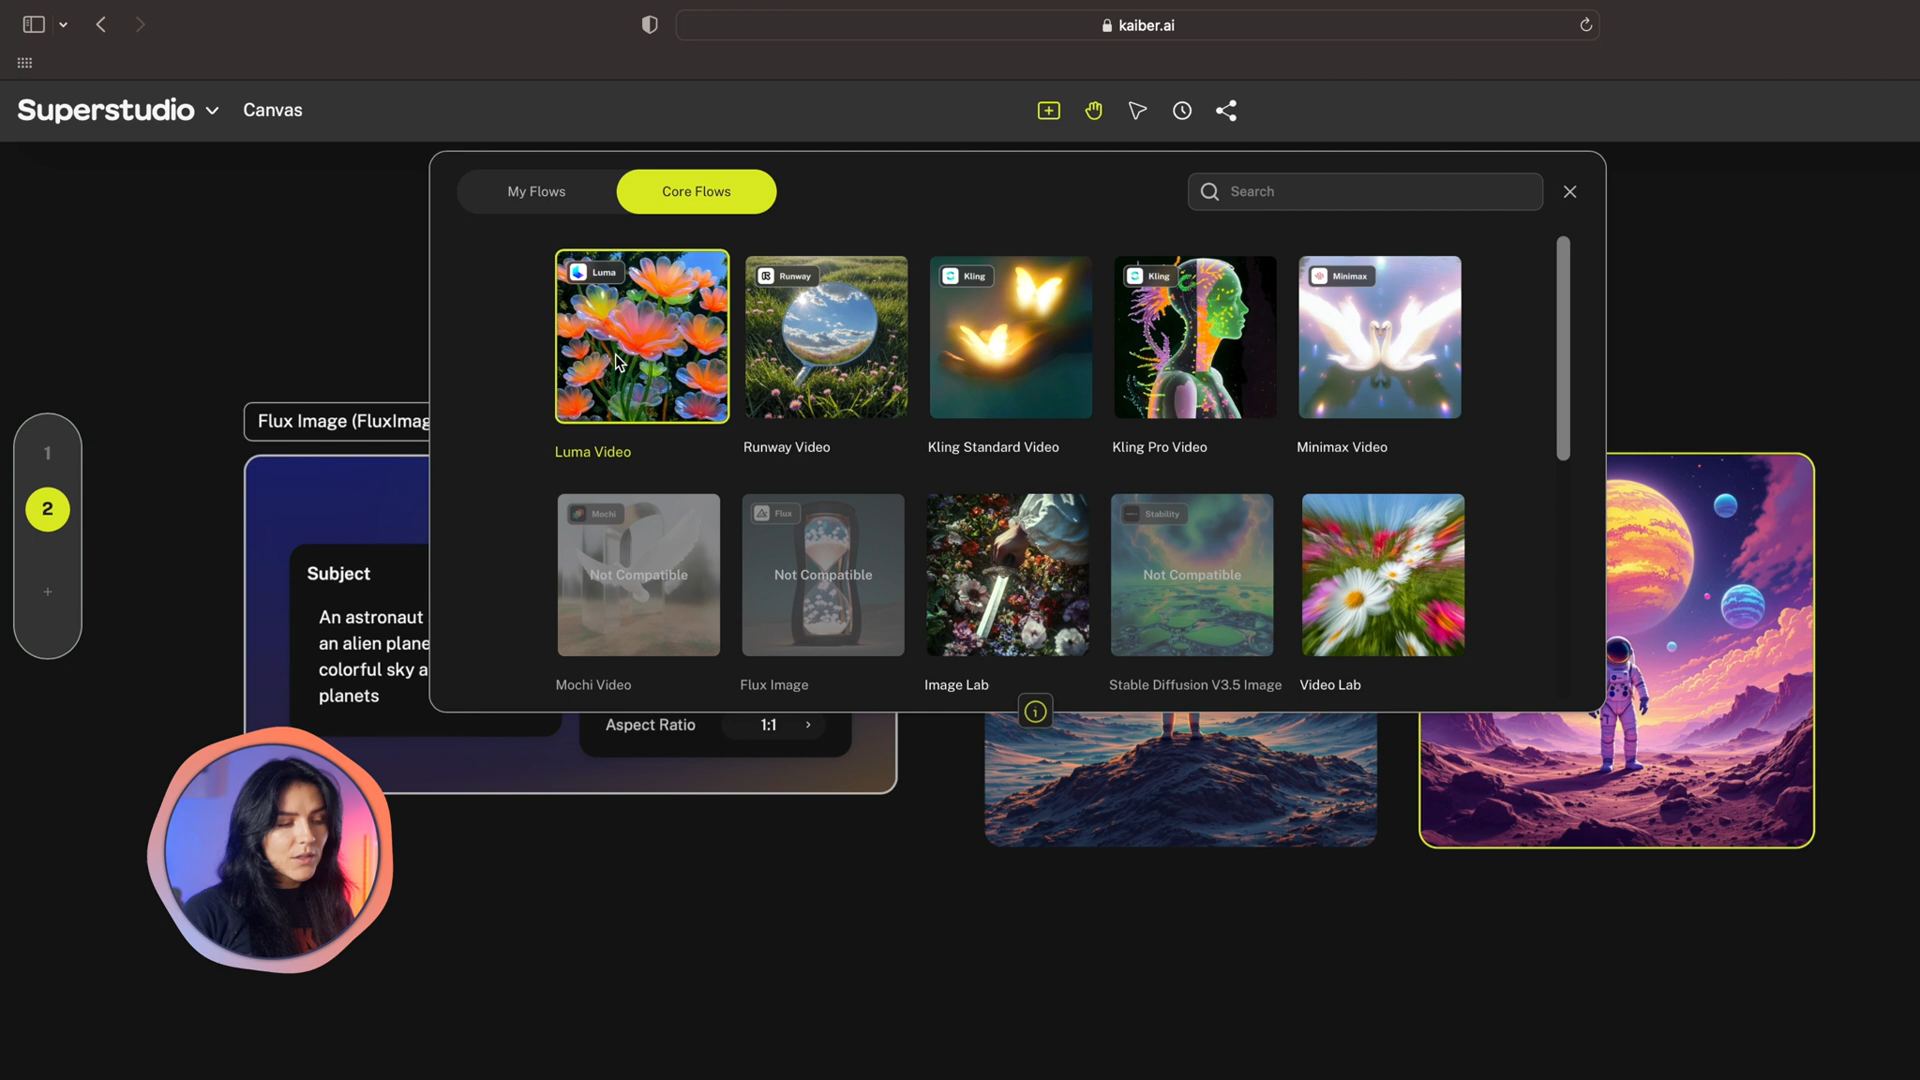 kaiber.ai
Superstudio
Canvas
My Flows
Core Flows
Search
Luma
Runway
Kling
Kling
Minimax
Luma Video
Runway Video
Kling Standard Video
Kling Pro Video
Minimax Video
Flux Image (FluxImag
1
2
+
Mochi
Flux
Stability
Not Compatible
Not Compatible
Not Compatible
Mochi Video
Flux Image
Image Lab
Stable Diffusion V3.5 Image
Video Lab
Subject
An astronaut
an alien plane
colorful sky a
planets
Aspect Ratio
1:1